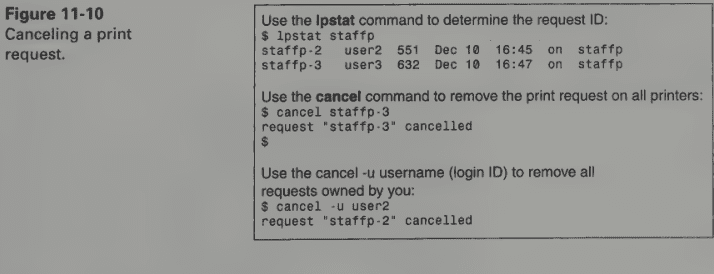 Figure 11-10
Canceling a print
request.
Use the lpstat command to determine the request ID:
$ lpstat staffp
staffp-2 user2 551 Dec 10 16:45 on staffp
staffp-3 user3 632 Dec 10 16:47 on staffp
Use the cancel command to remove the print request on all printers:
$ cancel staffp-3
request "staffp-3" cancelled
$
Use the cancel -u username (login ID) to remove all
requests owned by you:
$ cancel -u user2
request "staffp-2" cancelled